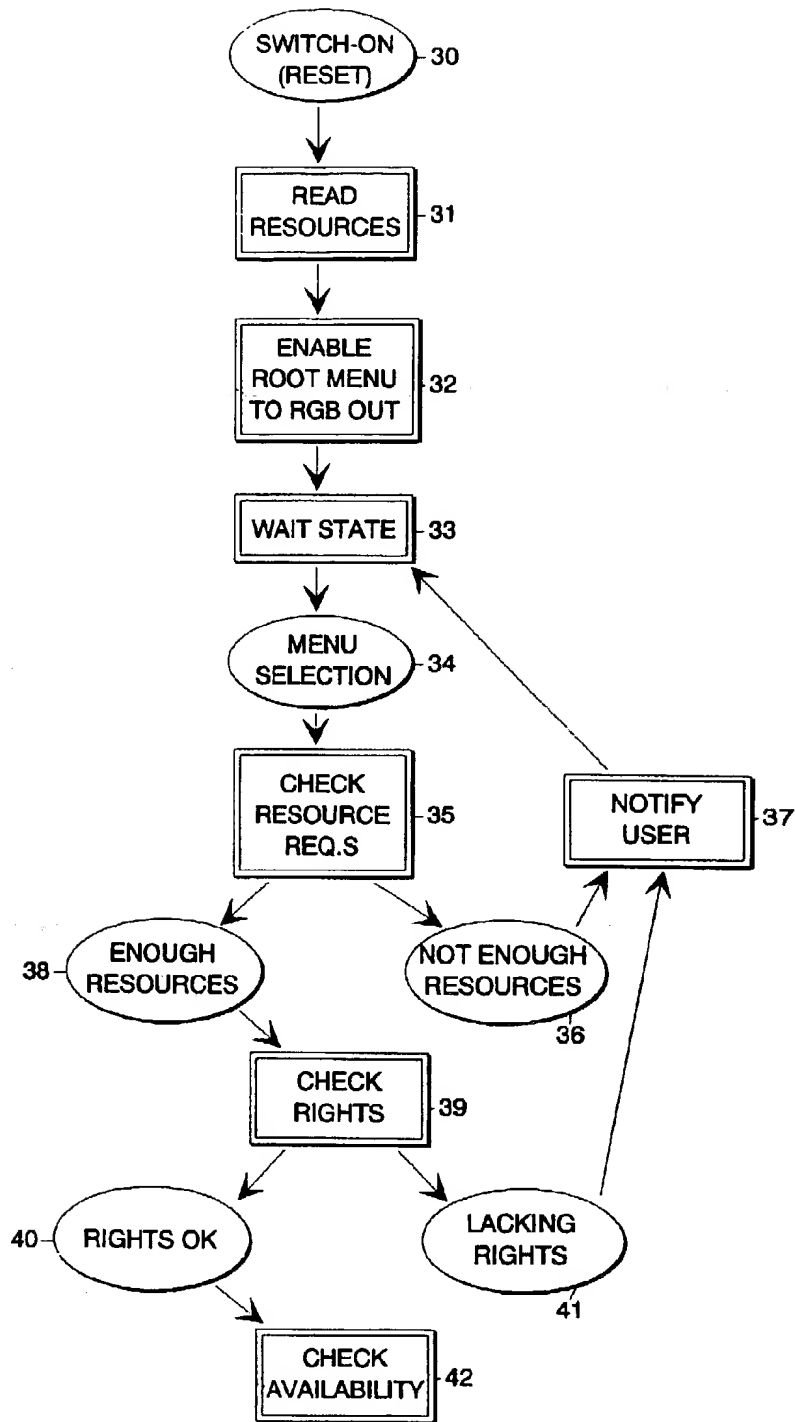 SWITCH-ON
(RESET)
30
READ
RESOURCES
31
ENABLE
ROOT MENU
TO RGB OUT
32
WAIT STATE
33
MENU
SELECTION
34
CHECK
RESOURCE
REQ.S
35
NOTIFY
USER
37
38
ENOUGH
RESOURCES
NOT ENOUGH
RESOURCES
36
CHECK
RIGHTS
39
40
RIGHTS OK
LACKING
RIGHTS
41
CHECK
AVAILABILITY
42